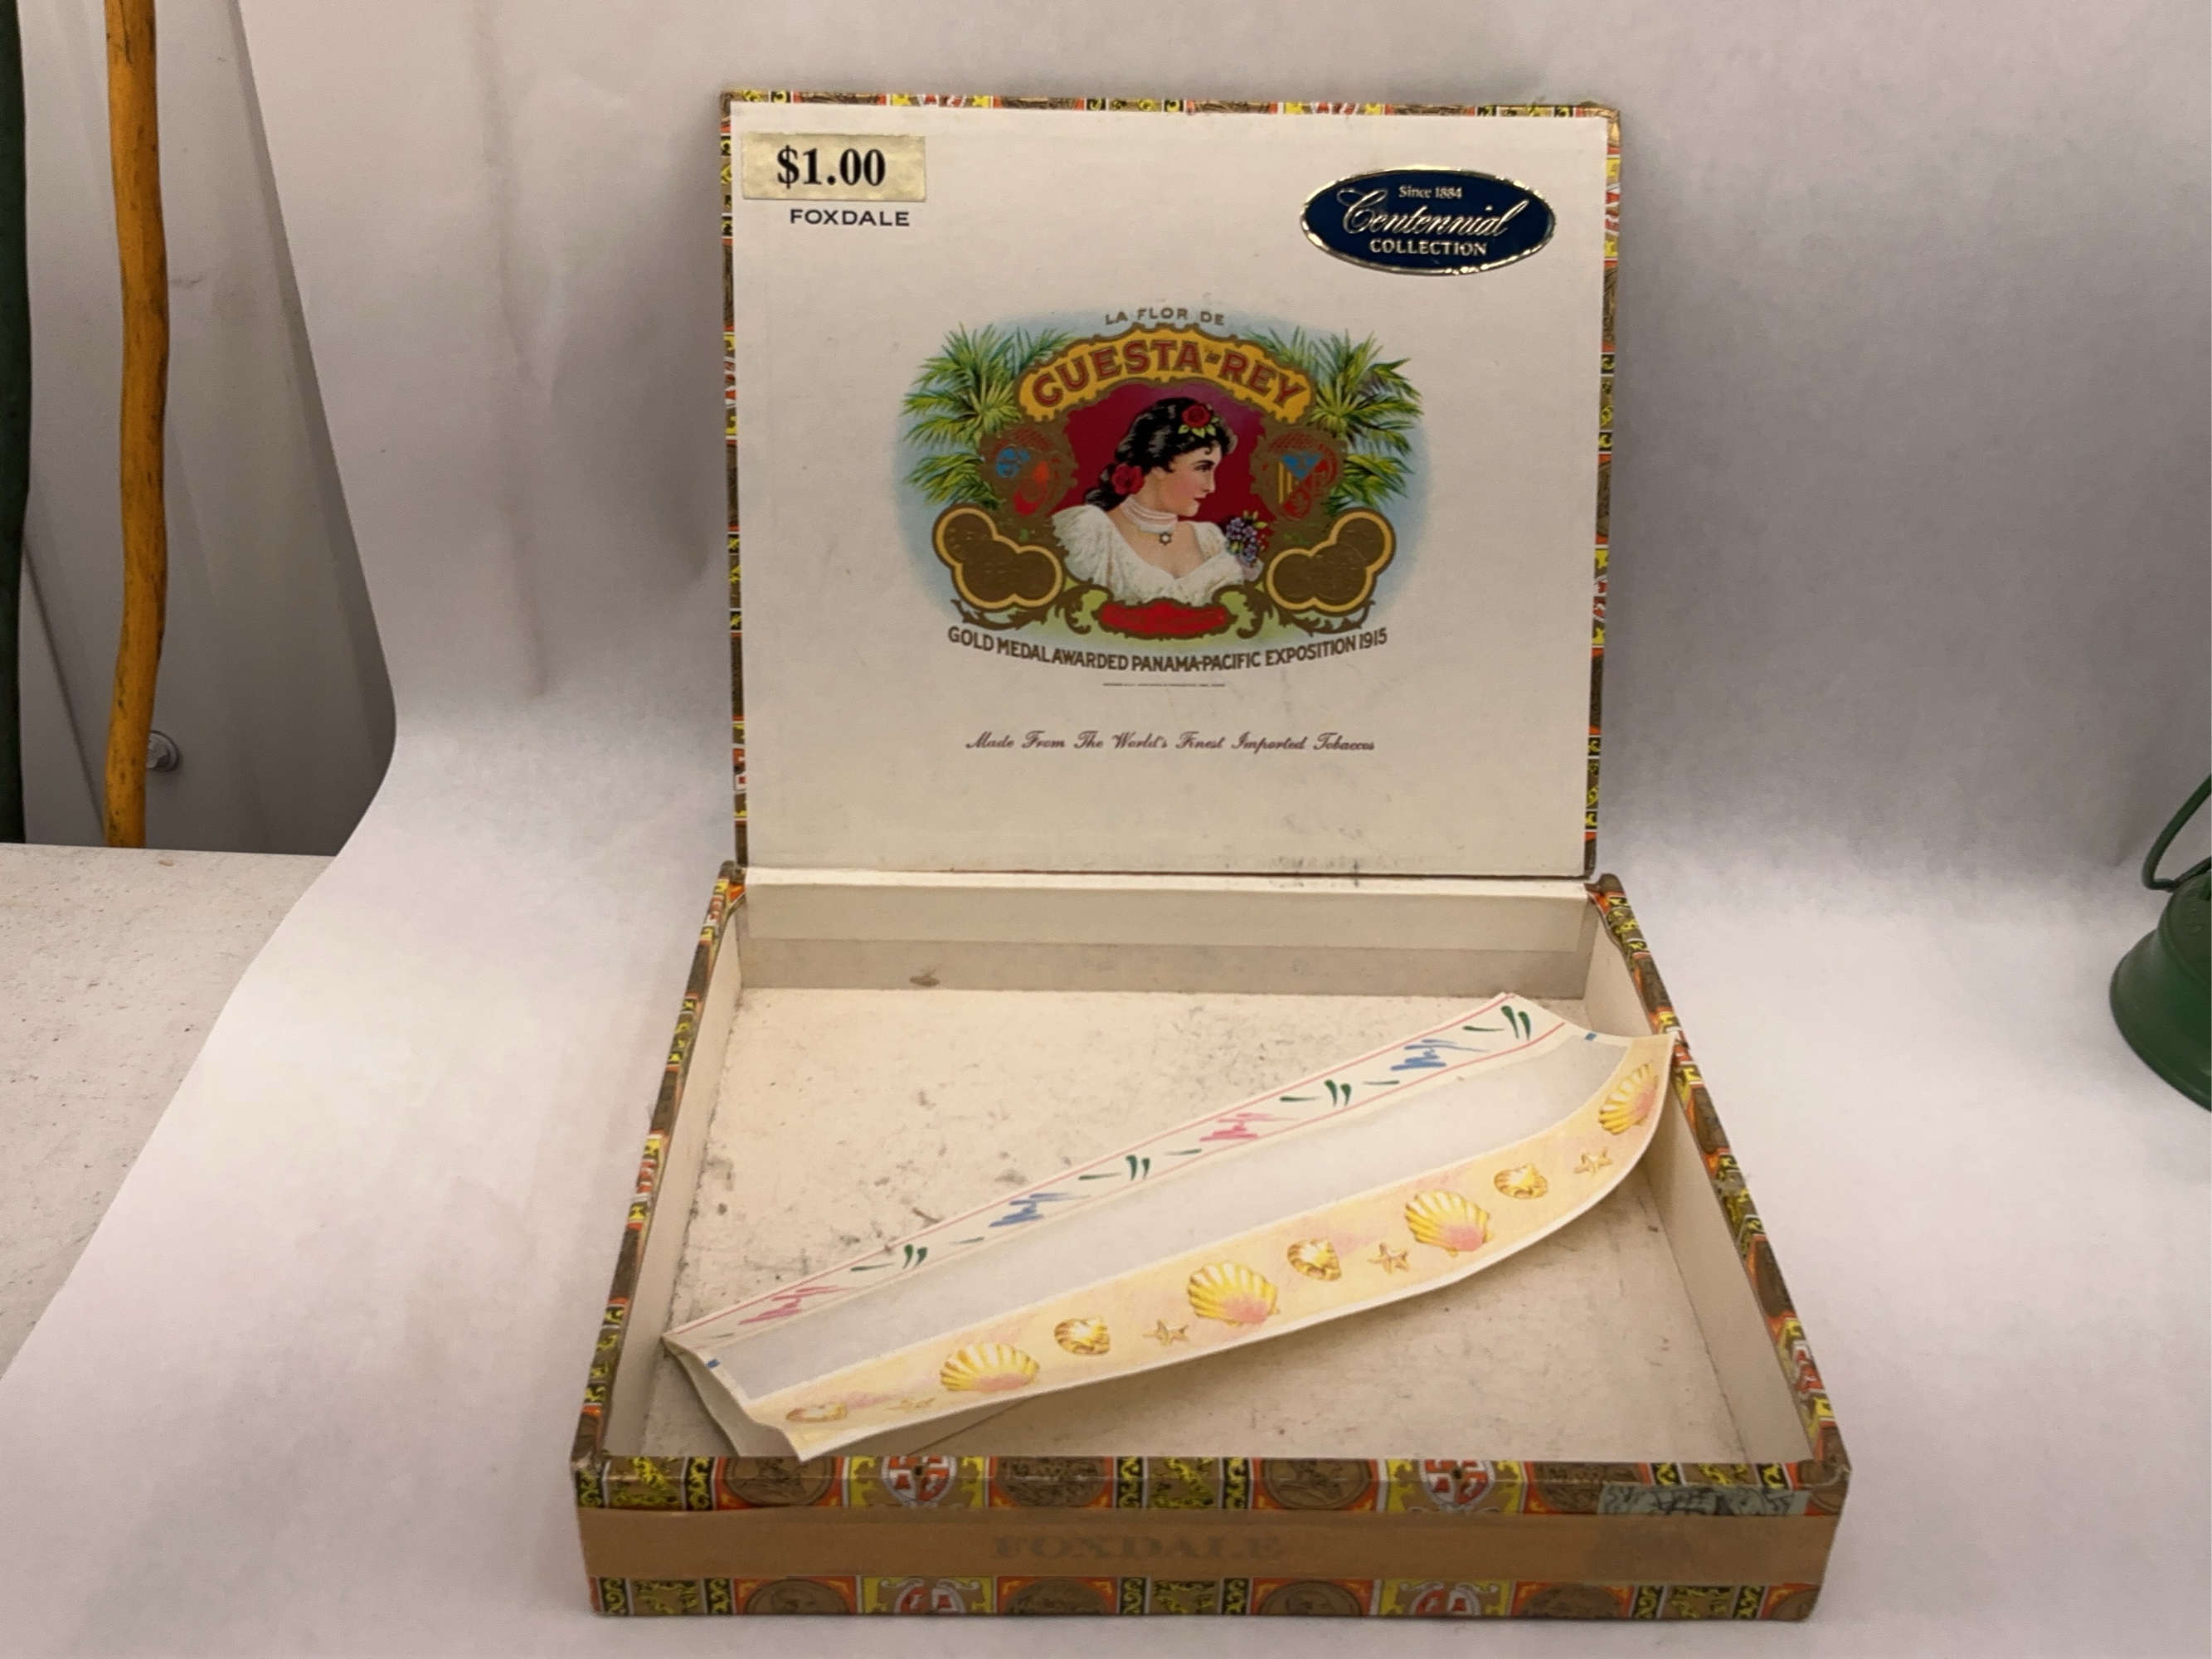 $1.00
FOXDALE
Since 1884
Centennial
COLLECTION
LA FLOR DE
CUESTA-REY
GOLD MEDAL AWARDED PANAMA-PACIFIC EXPOSITION 1915
Made From The World's Finest Imported Tobaccos
FOXDALE